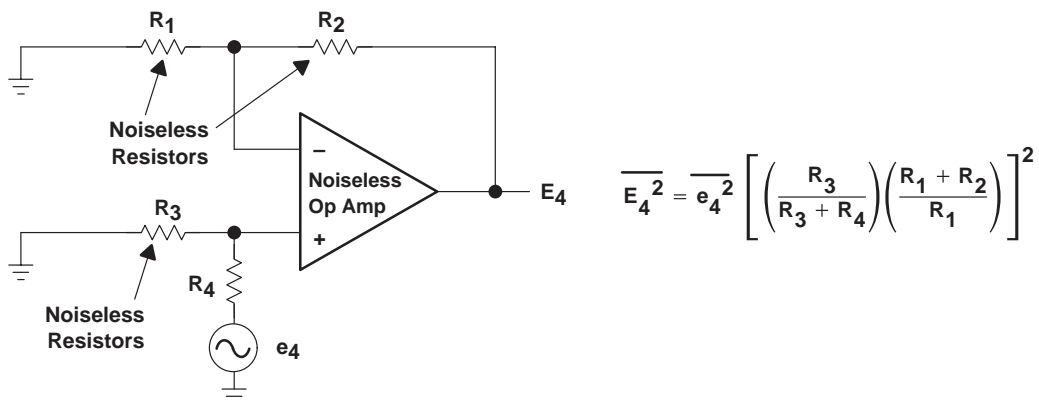 R1
R2
Noiseless
Resistors
−
Noiseless
Op Amp
+
E4
R3
R4
Noiseless
Resistors
e4
E4² = e4² [ ( R3 / (R3 + R4) ) ( (R1 + R2) / R1 ) ]²